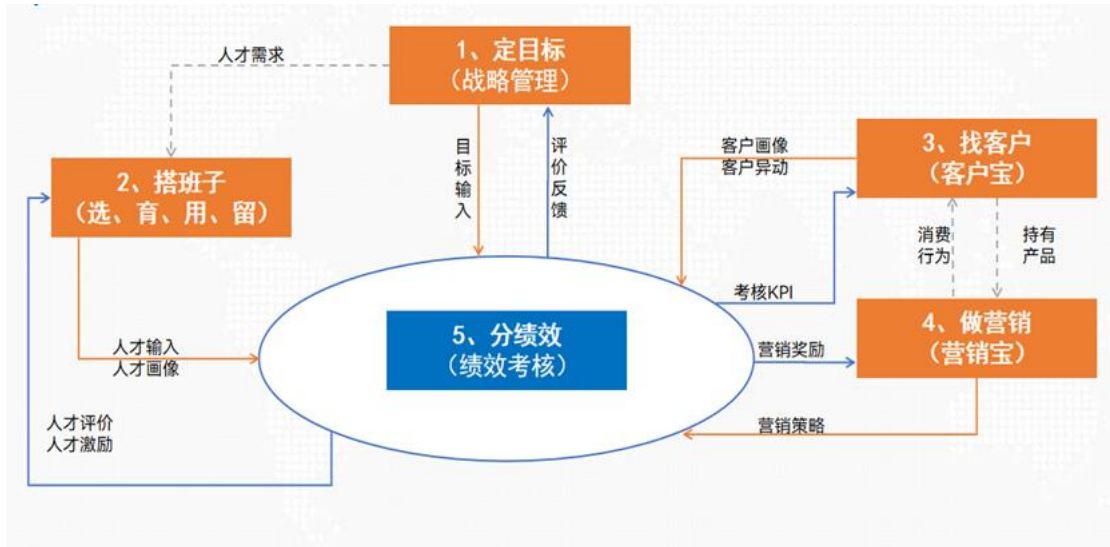 1、定目标
（战略管理）
人才需求
目标输入
评价反馈
客户画像
客户异动
3、找客户
（客户宝）
2、搭班子
（选、育、用、留）
消费
行为
持有
产品
考核KPI
4、做营销
（营销宝）
5、分绩效
（绩效考核）
营销奖励
人才输入
人才画像
人才评价
人才激励
营销策略